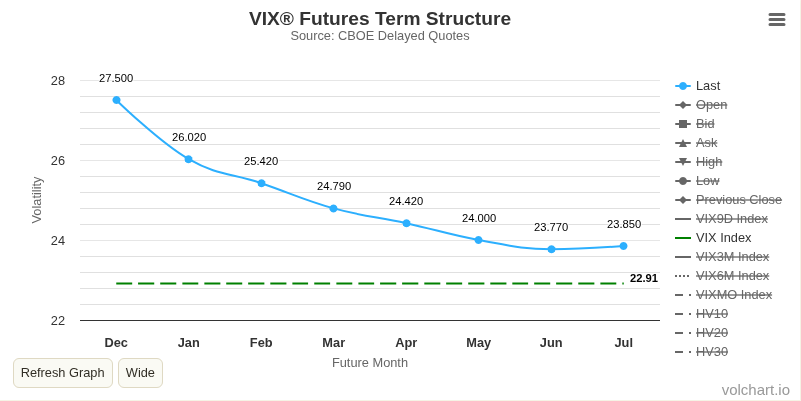 VIX® Futures Term Structure
Source: CBOE Delayed Quotes
Volatility
28
26
24
22
27.500
26.020
25.420
24.790
24.420
24.000
23.770
23.850
22.91
Dec Jan Feb Mar Apr May Jun Jul
Future Month
Last
Open
Bid
Ask
High
Low
Previous Close
VIX9D Index
VIX Index
VIX3M Index
VIX6M Index
VIXMO Index
HV10
HV20
HV30
Refresh Graph Wide
volchart.io